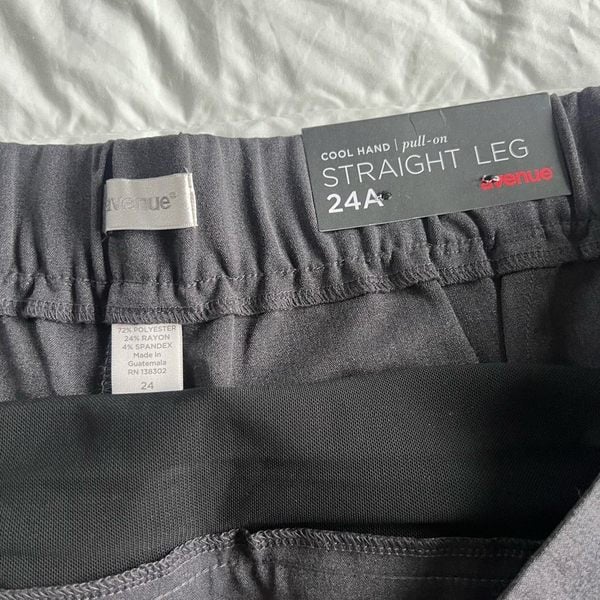 COOL HAND | pull-on
STRAIGHT LEG
24A
avenue
avenue®
72% POLYESTER
24% RAYON
4% SPANDEX
Made in
Guatemala
RN 138302
24